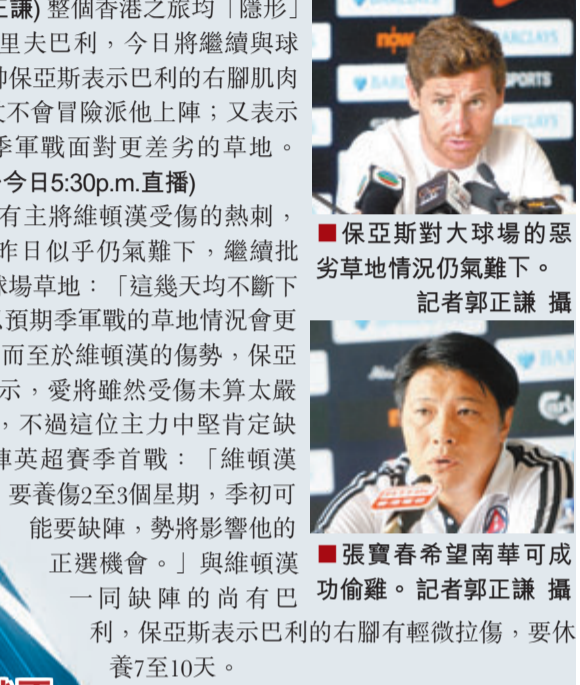 正謙) 整個香港之旅均「隱形」
里夫巴利，今日將繼續與球
帥保亞斯表示巴利的右腳肌肉
不會冒險派他上陣；又表示
季軍戰面對更差劣的草地。
今日5:30p.m.直播)
有主將維頓漢受傷的熱刺，
昨日似乎仍氣難下，繼續批
球場草地：「這幾天均不斷下
預期季軍戰的草地情況會更
而至於維頓漢的傷勢，保亞
示，愛將雖然受傷未算太嚴
，不過這位主力中堅肯定缺
陣英超賽季首戰：「維頓漢
要養傷2至3個星期，季初可
能要缺陣，勢將影響他的
正選機會。」與維頓漢
一同缺陣的尚有巴
利，保亞斯表示巴利的右腳有輕微拉傷，要休
養7至10天。
now
BARCLAYS
SPORTS
BARCLAYS
■保亞斯對大球場的惡
劣草地情況仍氣難下。
記者郭正謙 攝
BAR
Carls
■張寶春希望南華可成
功偷雞。記者郭正謙 攝